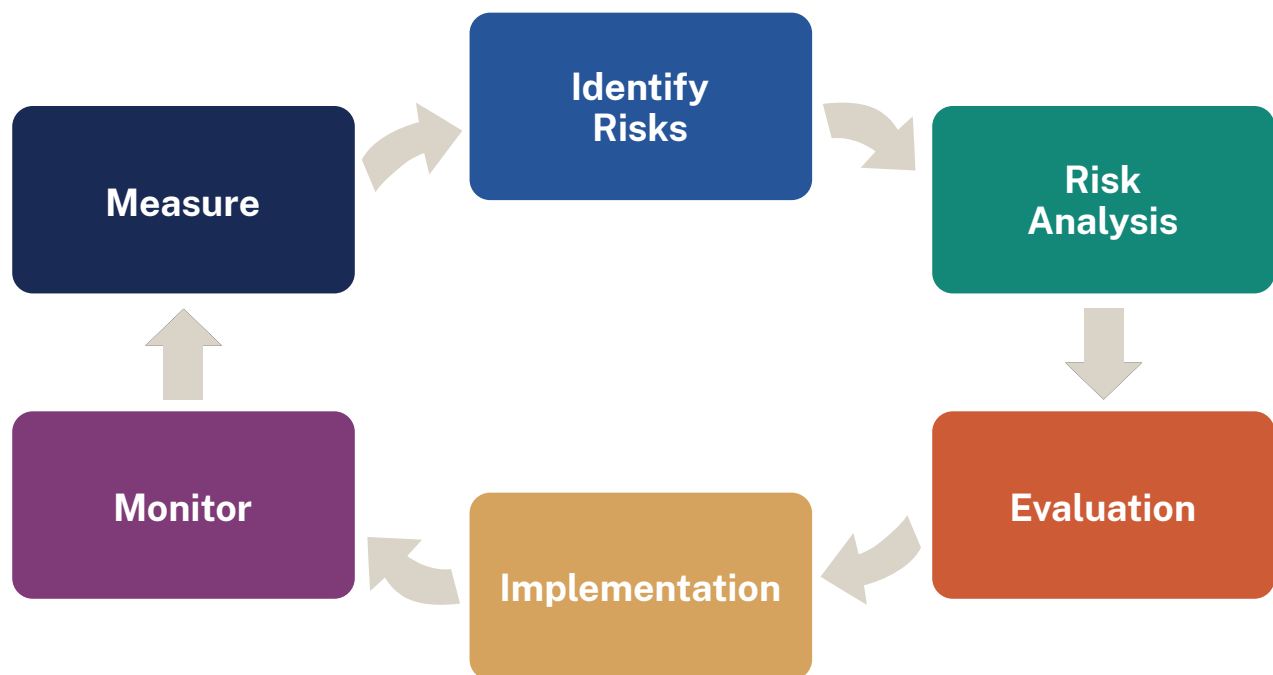 Identify
Risks
Risk
Analysis
Evaluation
Implementation
Monitor
Measure